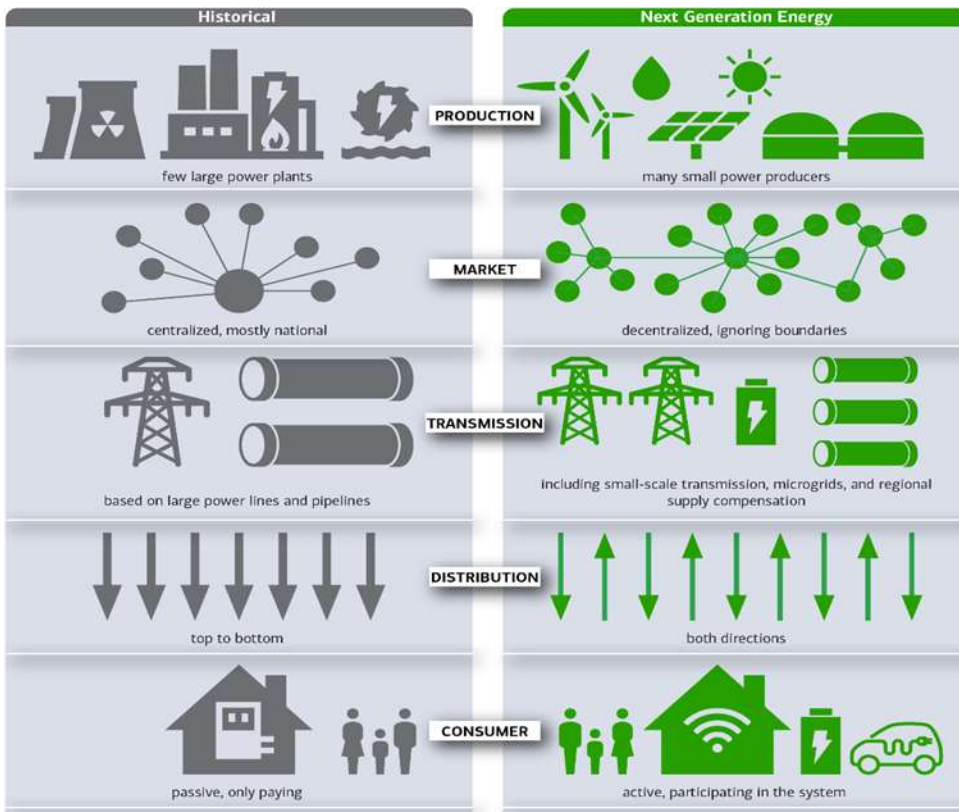 Historical
Next Generation Energy
PRODUCTION
few large power plants
many small power producers
MARKET
centralized, mostly national
decentralized, ignoring boundaries
TRANSMISSION
based on large power lines and pipelines
including small-scale transmission, microgrids, and regional
supply compensation
DISTRIBUTION
top to bottom
both directions
CONSUMER
passive, only paying
active, participating in the system